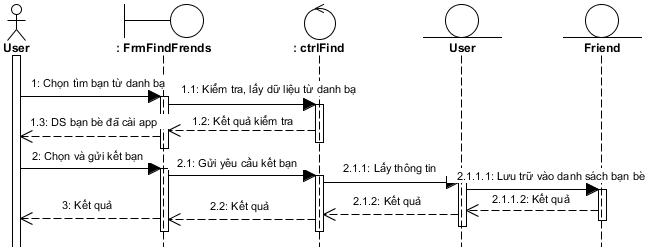 User
: FrmFindFrends
: ctrlFind
User
Friend
1: Chọn tìm bạn từ danh bạ
1.1: Kiểm tra, lấy dữ liệu từ danh bạ
1.2: Kết quả kiểm tra
1.3: DS bạn bè đã cài app
2: Chọn và gửi kết bạn
2.1: Gửi yêu cầu kết bạn
2.1.1: Lấy thông tin
2.1.1.1: Lưu trữ vào danh sách bạn bè
2.1.1.2: Kết quả
2.1.2: Kết quả
2.2: Kết quả
3: Kết quả